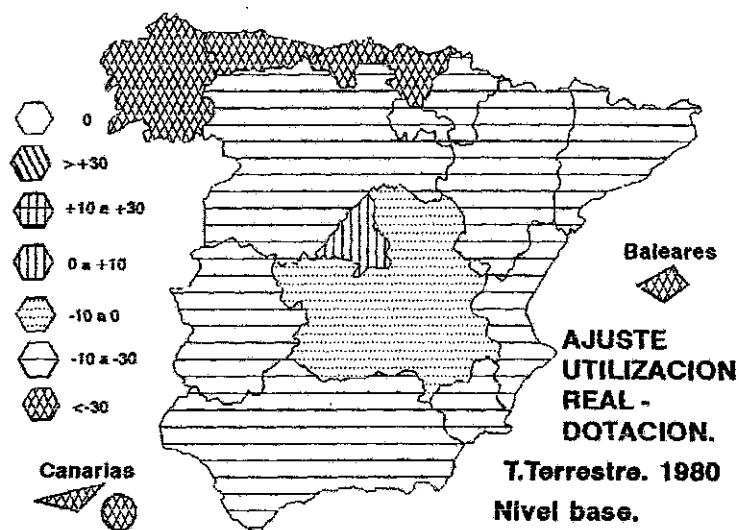 0
>+30
+10 a +30
0 a +10
-10 a 0
-10 a -30
<-30
Canarias
Baleares
AJUSTE
UTILIZACION
REAL -
DOTACION.
T.Terrestre. 1980
Nivel base.